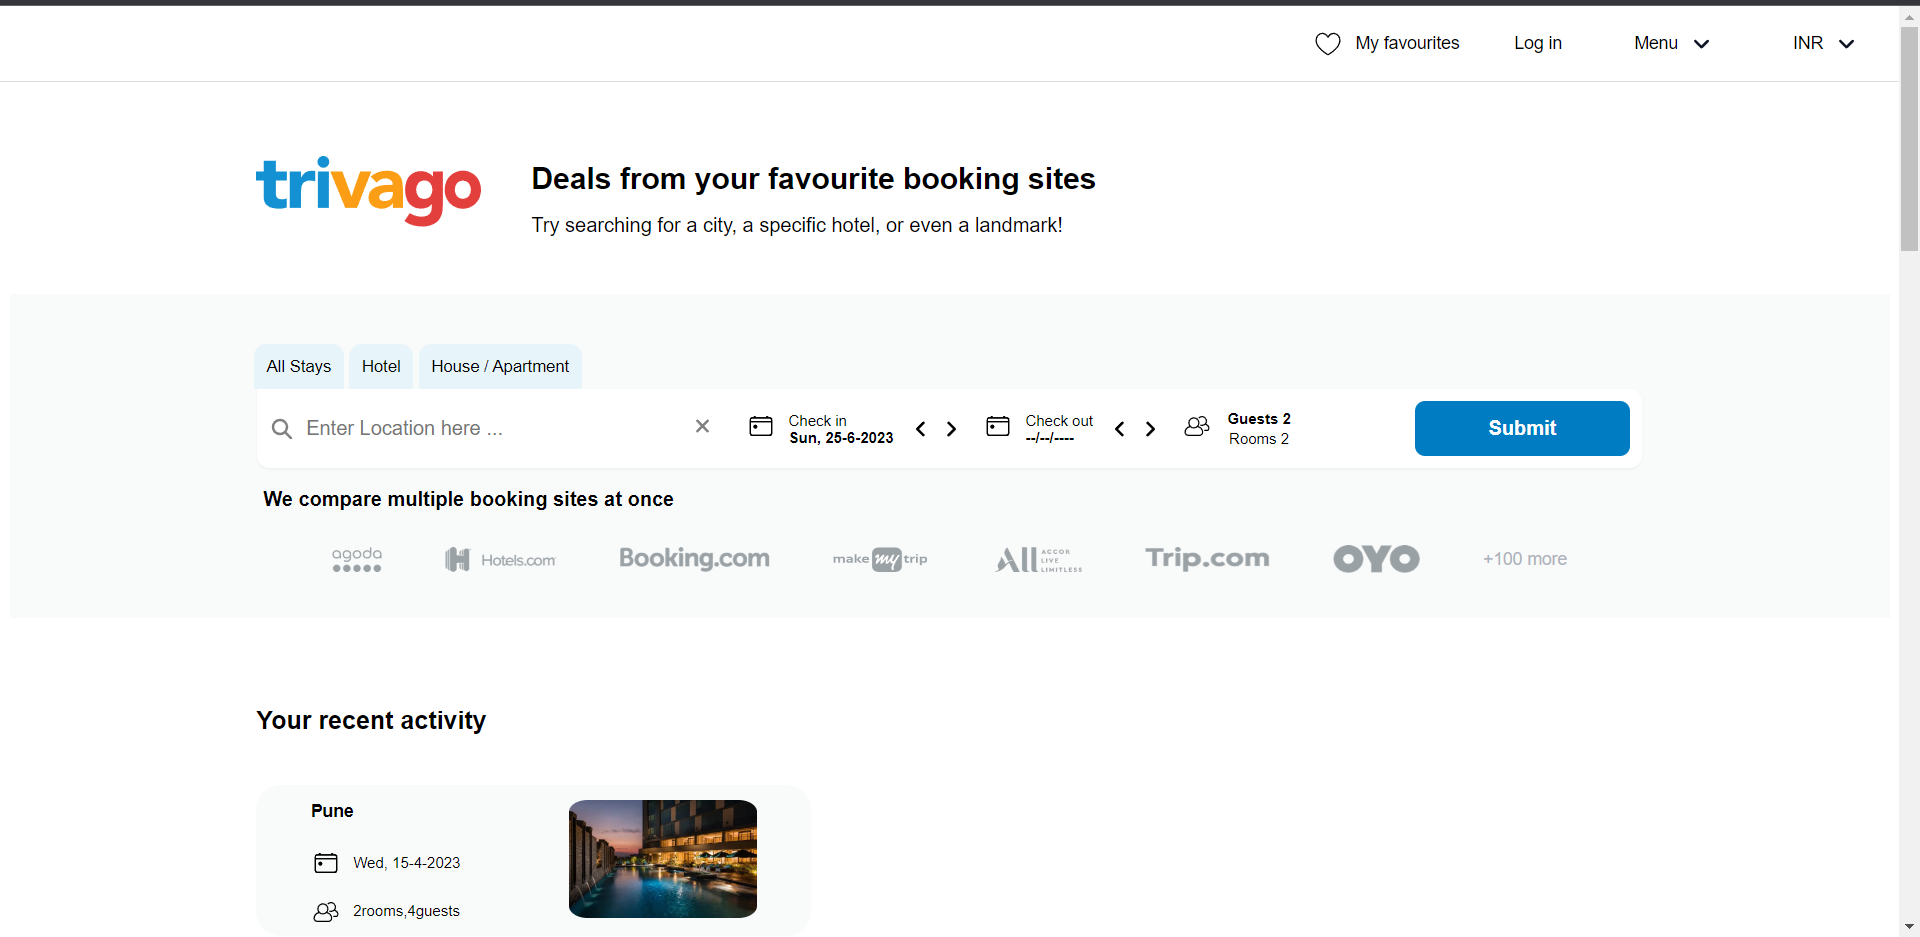 My favourites Log in Menu INR
trivago
Deals from your favourite booking sites
Try searching for a city, a specific hotel, or even a landmark!
All Stays Hotel House / Apartment
Enter Location here ...
Check in
Sun, 25-6-2023
Check out
--/--/----
Guests 2
Rooms 2
Submit
We compare multiple booking sites at once
agoda
Hotels.com
Booking.com
make my trip
All ACCOR
LIVE
LIMITLESS
Trip.com
OYO
+100 more
Your recent activity
Pune
Wed, 15-4-2023
2rooms,4guests